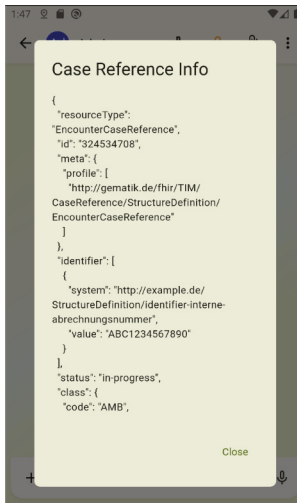 1:47
Case Reference Info
{
"resourceType":
"EncounterCaseReference",
"id": "324534708",
"meta": {
"profile": [
"http://gematik.de/fhir/TIM/
CaseReference/StructureDefinition/
EncounterCaseReference"
]
},
"identifier": [
{
"system": "http://example.de/
StructureDefinition/identifier-interne-
abrechnungsnummer",
"value": "ABC1234567890"
}
],
"status": "in-progress",
"class": {
"code": "AMB",
Close